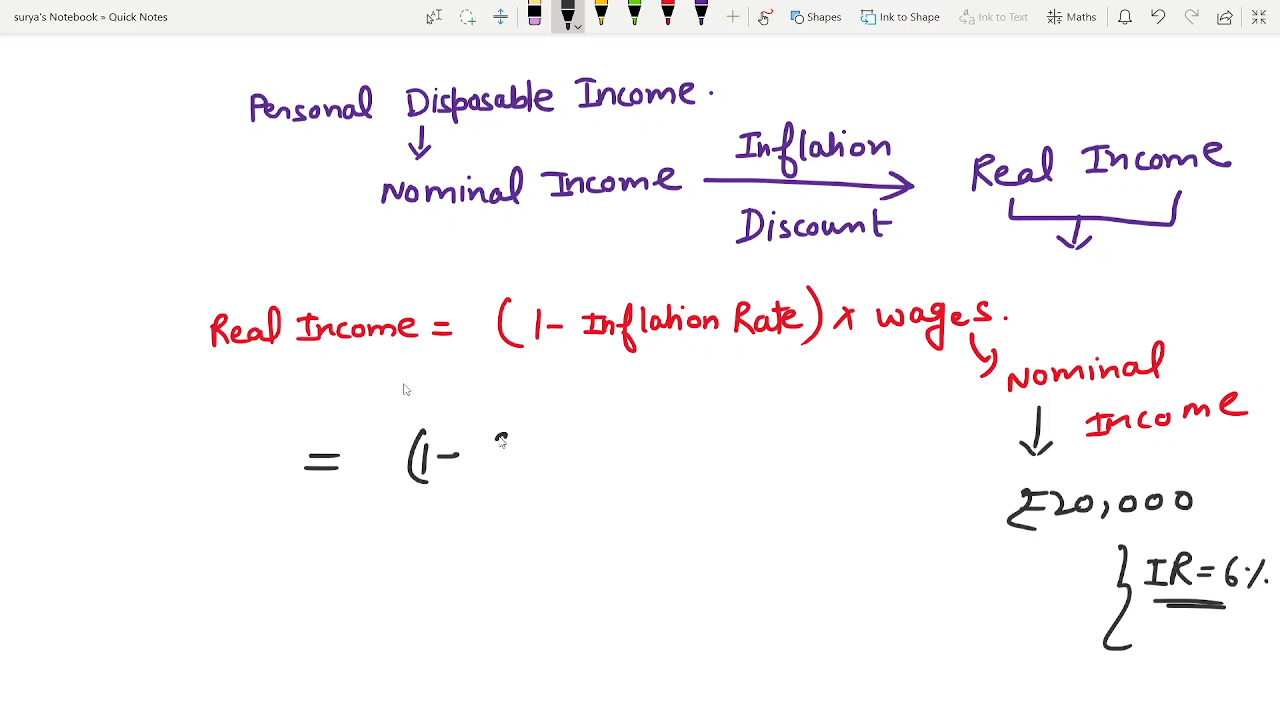 surya's Notebook » Quick Notes
Shapes Ink to Shape Ink to Text Maths
Personal Disposable Income.
Nominal Income Inflation Discount Real Income
Real Income = (1 - Inflation Rate) x wages.
Nominal
Income
= (1 -
₹20,000
IR = 6%